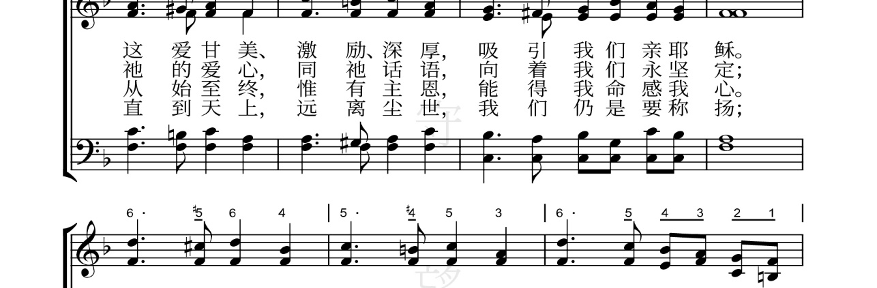 这 爱 甘 美、 激 励、 深 厚, 吸 引 我 们 亲 耶 稣。
祂 的 爱 心, 同 祂 话 语, 向 着 我 们 永 坚 定;
从 始 至 终, 惟 有 主 恩, 能 得 我 命 感 我 心。
直 到 天 上, 远 离 尘 世, 我 们 仍 是 要 称 扬;
6 · #5 6 4 | 5 · #4 5 3 | 6 · 5 4 3 2 1 |